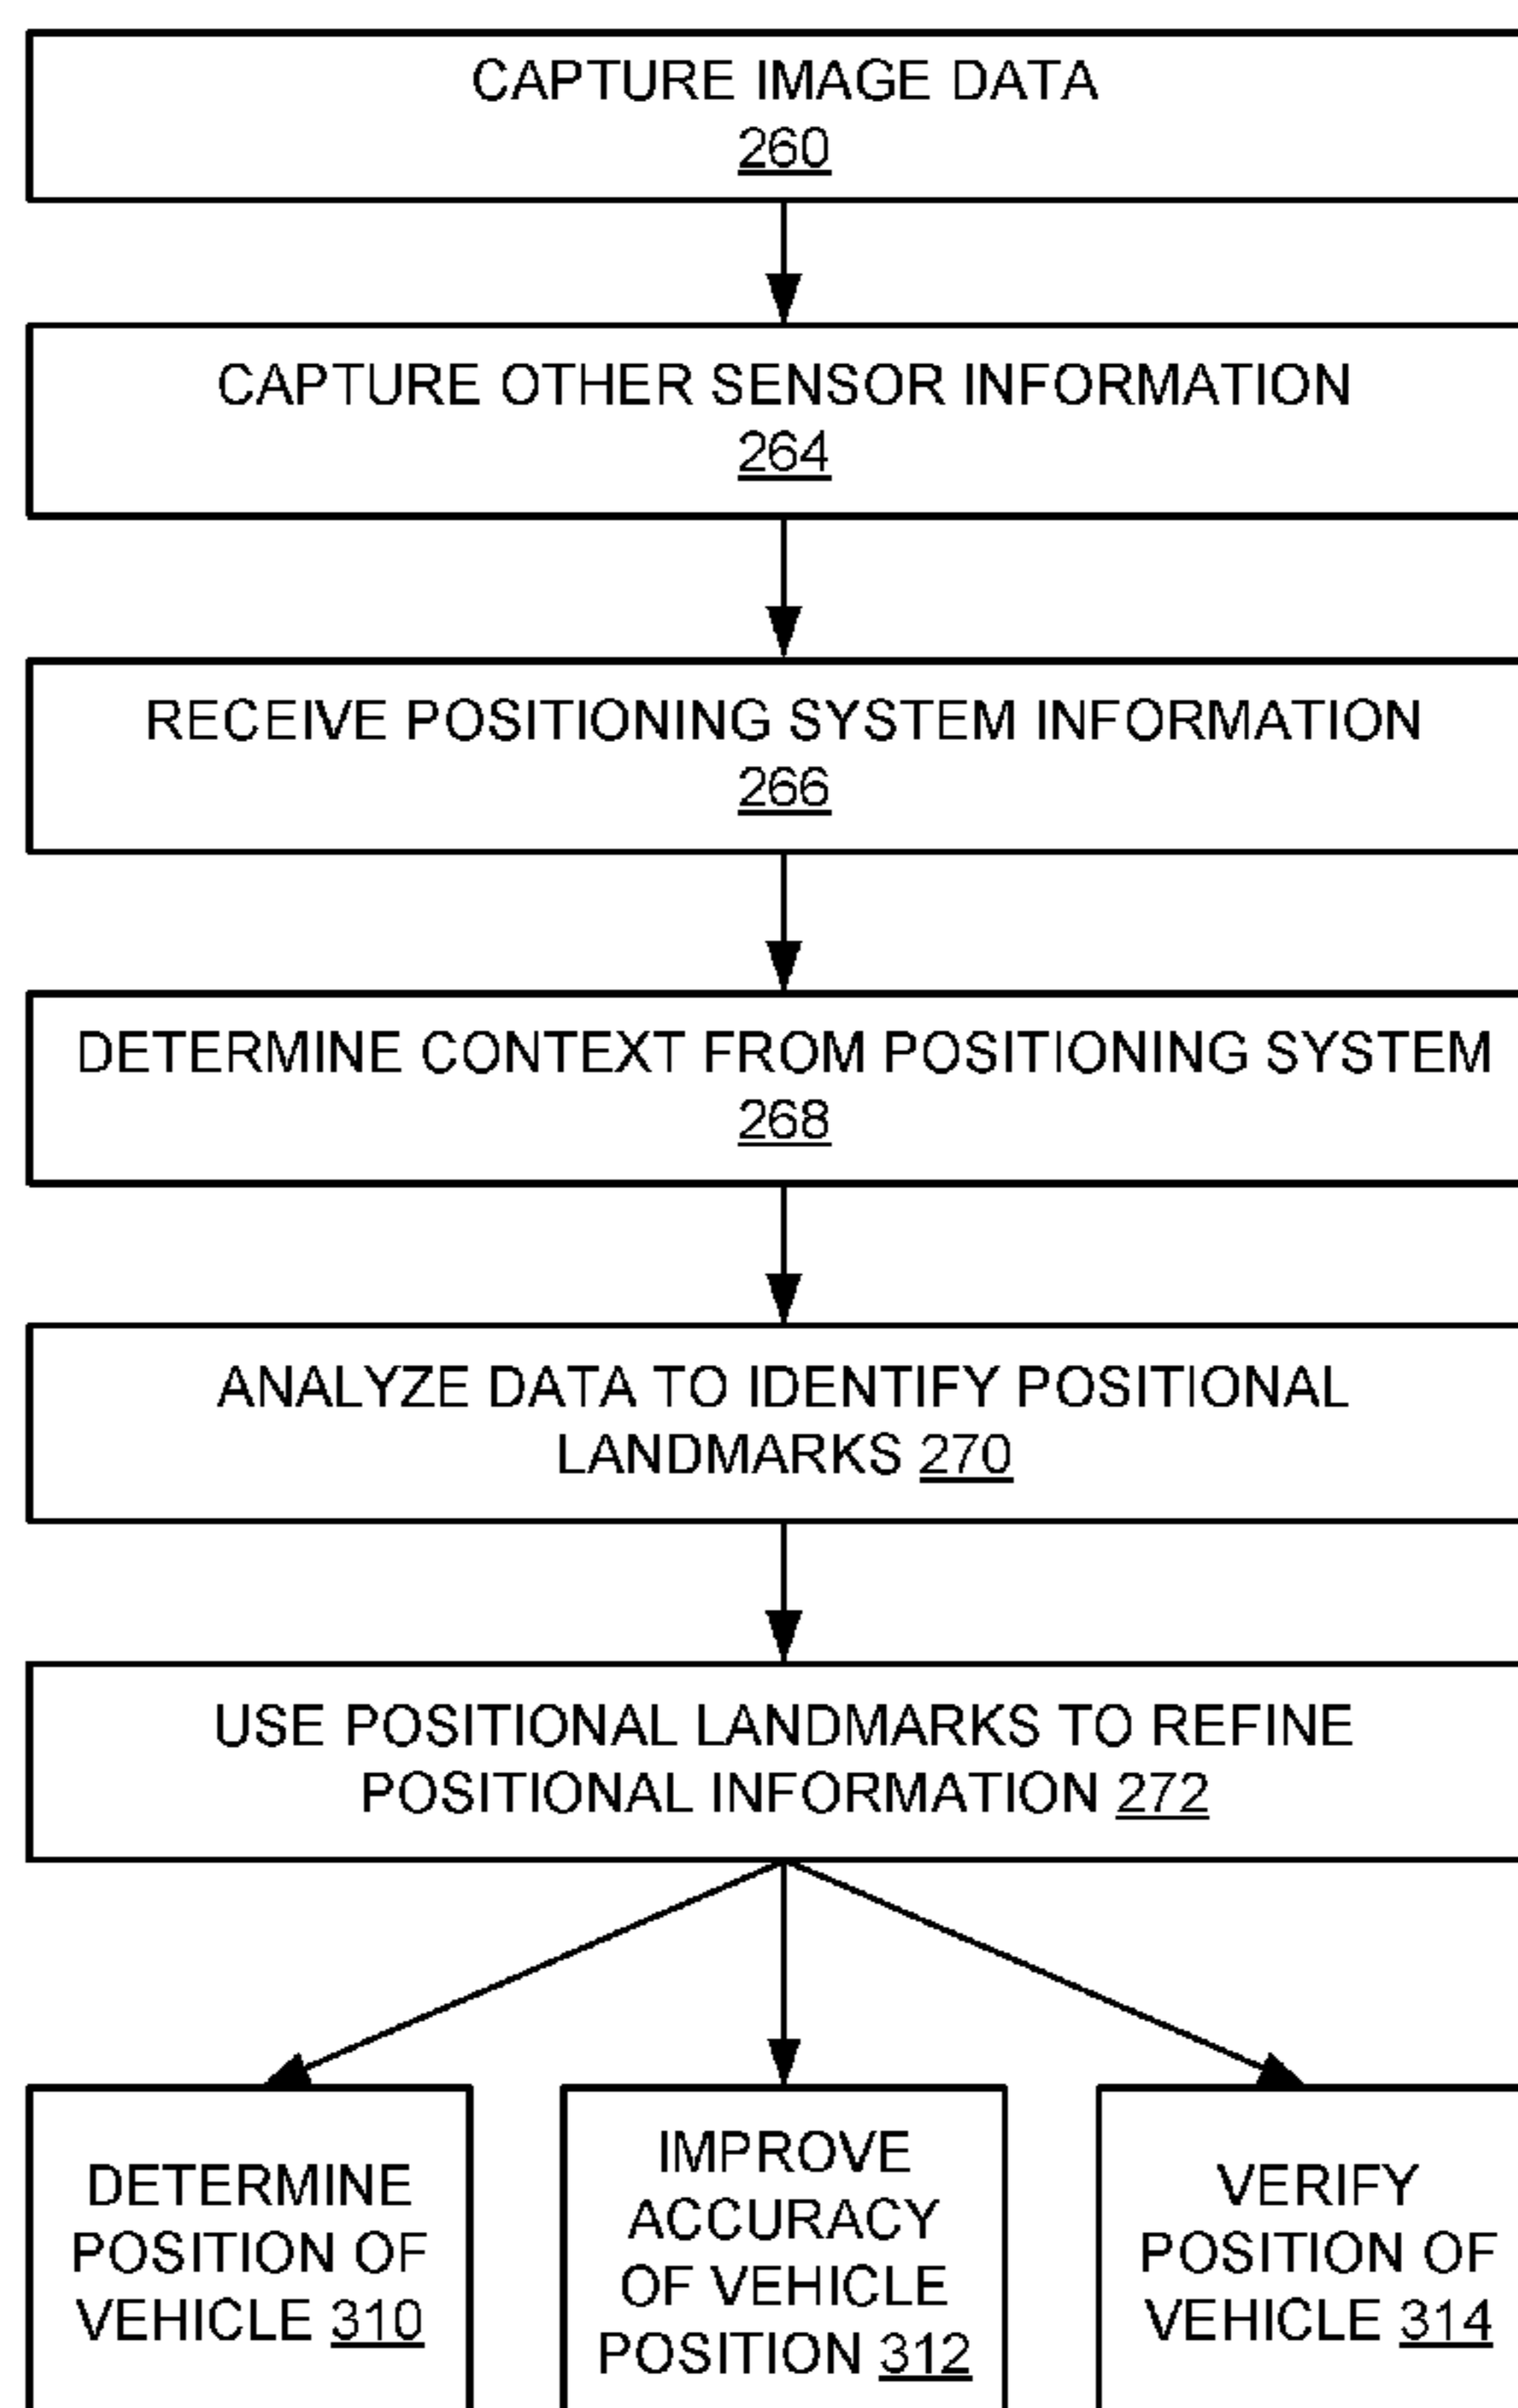 CAPTURE IMAGE DATA
260
CAPTURE OTHER SENSOR INFORMATION
264
RECEIVE POSITIONING SYSTEM INFORMATION
266
DETERMINE CONTEXT FROM POSITIONING SYSTEM
268
ANALYZE DATA TO IDENTIFY POSITIONAL
LANDMARKS 270
USE POSITIONAL LANDMARKS TO REFINE
POSITIONAL INFORMATION 272
DETERMINE
POSITION OF
VEHICLE 310
IMPROVE
ACCURACY
OF VEHICLE
POSITION 312
VERIFY
POSITION OF
VEHICLE 314